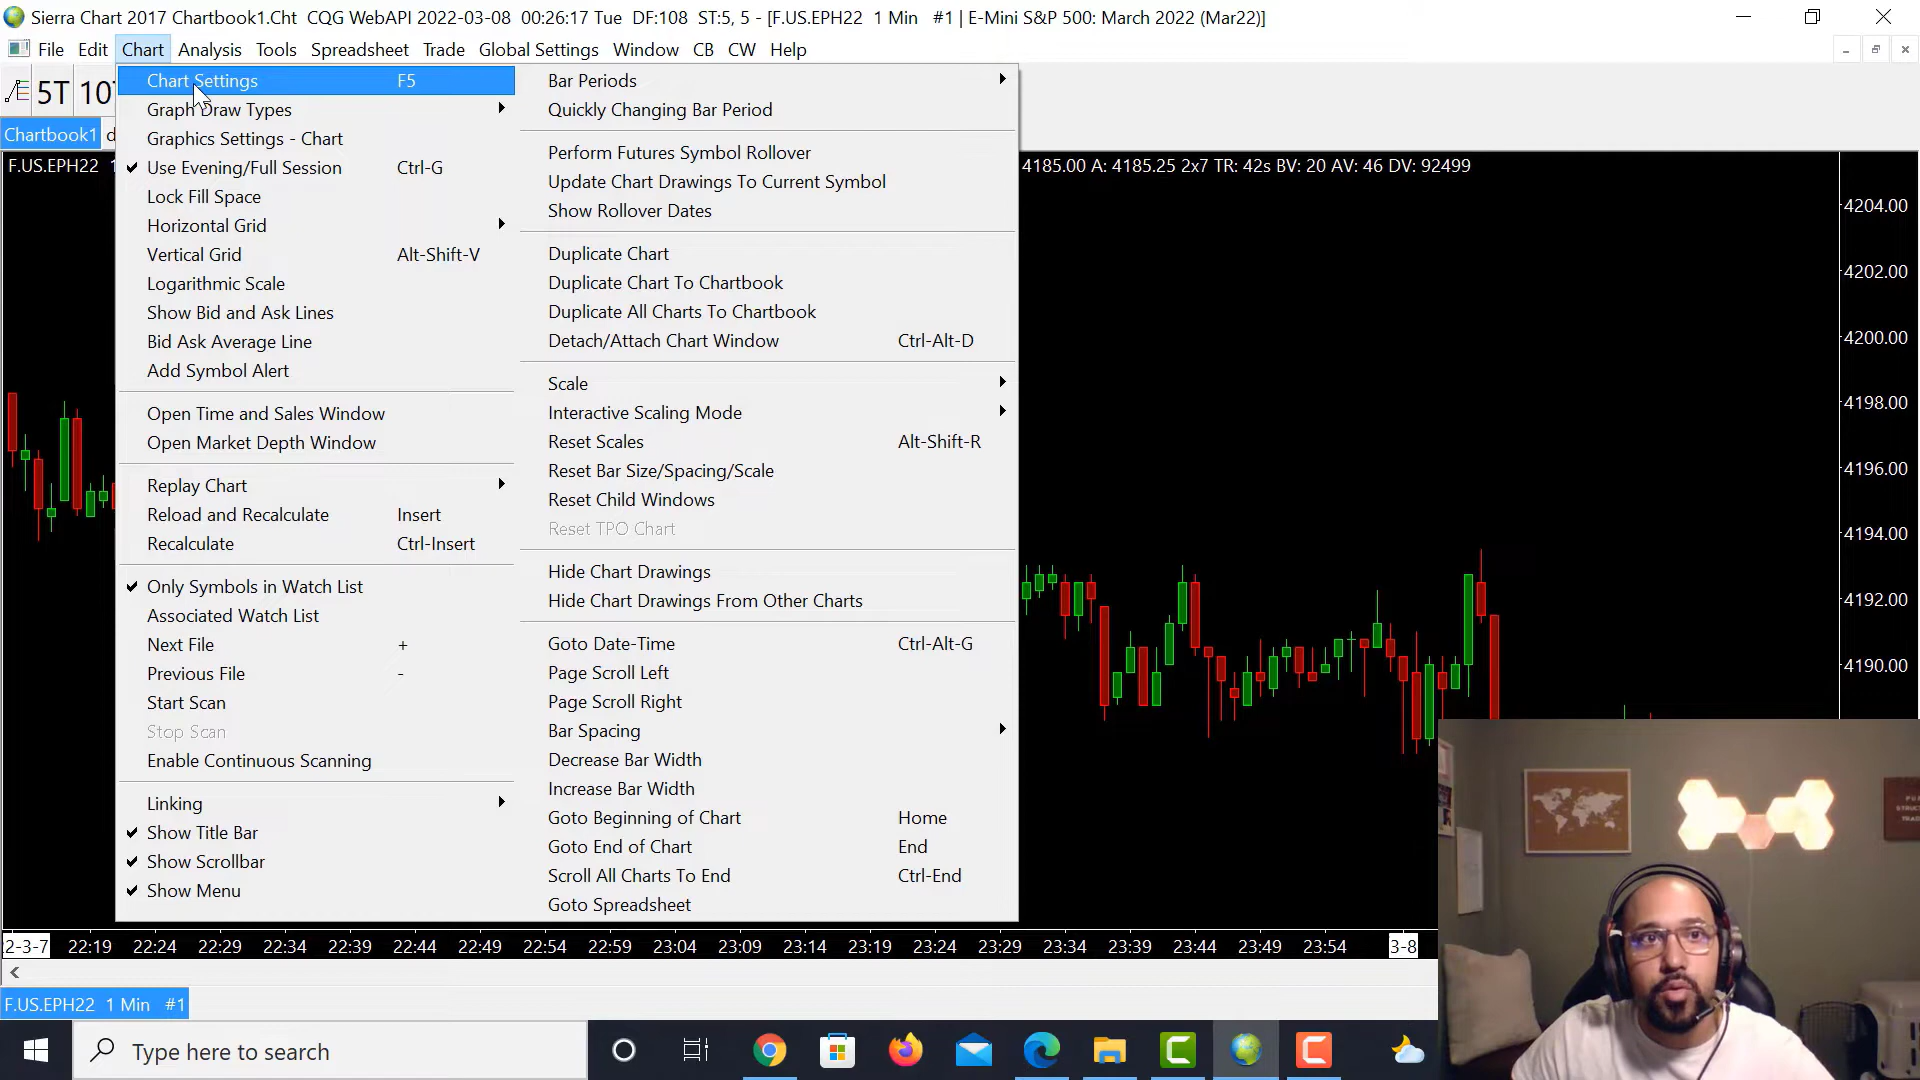 Sierra Chart 2017 Chartbook1.Cht CQG WebAPI 2022-03-08 00:26:17 Tue DF:108 ST:5, 5 - [F.US.EPH22 1 Min #1 | E-Mini S&P 500: March 2022 (Mar22)]
File Edit Chart Analysis Tools Spreadsheet Trade Global Settings Window CB CW Help
5T
Chartbook1
F.US.EPH22
4185.00 A: 4185.25 2x7 TR: 42s BV: 20 AV: 46 DV: 92499
Chart Settings F5
Graph Draw Types
Graphics Settings - Chart
Use Evening/Full Session Ctrl-G
Lock Fill Space
Horizontal Grid
Vertical Grid Alt-Shift-V
Logarithmic Scale
Show Bid and Ask Lines
Bid Ask Average Line
Add Symbol Alert
Open Time and Sales Window
Open Market Depth Window
Replay Chart
Reload and Recalculate Insert
Recalculate Ctrl-Insert
Only Symbols in Watch List
Associated Watch List
Next File +
Previous File -
Start Scan
Stop Scan
Enable Continuous Scanning
Linking
Show Title Bar
Show Scrollbar
Show Menu
Bar Periods
Quickly Changing Bar Period
Perform Futures Symbol Rollover
Update Chart Drawings To Current Symbol
Show Rollover Dates
Duplicate Chart
Duplicate Chart To Chartbook
Duplicate All Charts To Chartbook
Detach/Attach Chart Window Ctrl-Alt-D
Scale
Interactive Scaling Mode
Reset Scales Alt-Shift-R
Reset Bar Size/Spacing/Scale
Reset Child Windows
Reset TPO Chart
Hide Chart Drawings
Hide Chart Drawings From Other Charts
Goto Date-Time Ctrl-Alt-G
Page Scroll Left
Page Scroll Right
Bar Spacing
Decrease Bar Width
Increase Bar Width
Goto Beginning of Chart Home
Goto End of Chart End
Scroll All Charts To End Ctrl-End
Goto Spreadsheet
4204.00
4202.00
4200.00
4198.00
4196.00
4194.00
4192.00
4190.00
2-3-7 22:19 22:24 22:29 22:34 22:39 22:44 22:49 22:54 22:59 23:04 23:09 23:14 23:19 23:24 23:29 23:34 23:39 23:44 23:49 23:54 3-8
F.US.EPH22 1 Min #1
Type here to search